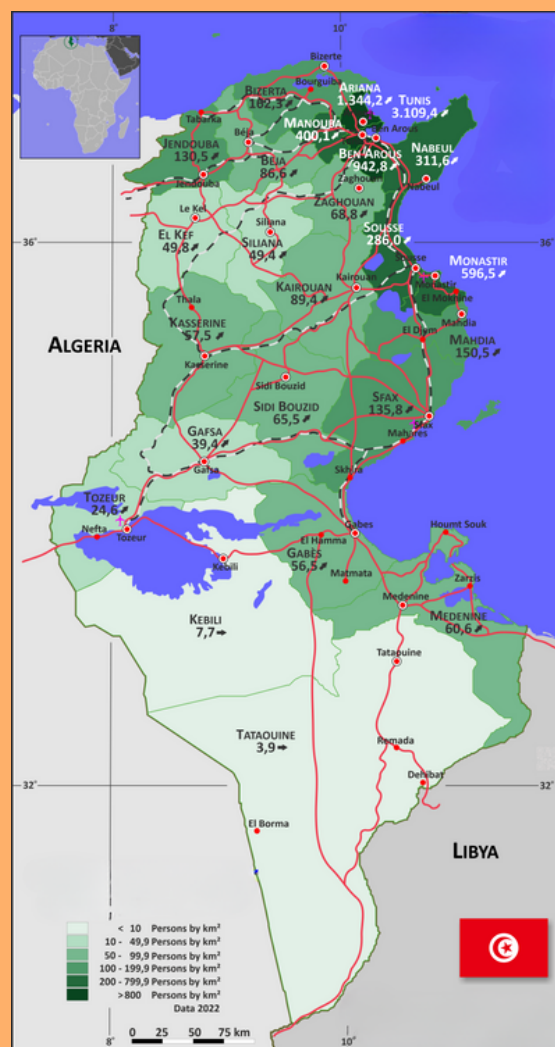 8°
10°
Bizerte
Bourguiba
BIZERTA
182,3
ARIANA
1.344,2
TUNIS
3.109,4
Tabarka
MANOUBA
400,1
Ben Arous
Béja
JENDOUBA
130,5
BÉJA
86,6
BEN AROUS
942,8
NABEUL
311,6
Jendouba
Zaghouan
Nabeul
ZAGHOUAN
68,8
Le Kef
Siliana
SOUSSE
286,0
EL KEF
49,8
SILIANA
49,4
36°
36°
Sousse
MONASTIR
596,5
Monastir
KAIROUAN
89,4
Kairouan
El Moknine
Thala
Mahdia
KASSERINE
57,5
El Djem
MAHDIA
150,5
ALGERIA
Kasserine
Sidi Bouzid
SIDI BOUZID
65,5
SFAX
135,8
Sfax
GAFSA
39,4
Mahares
Gafsa
Skhira
TOZEUR
24,6
Nefta
Tozeur
Gabes
Houmt Souk
El Hamma
Kebili
GABÈS
56,5
Matmata
Zarzis
Medenine
MEDENINE
60,6
KEBILI
7,7
Tataouine
TATAOUINE
3,9
Remada
Dehibat
32°
32°
El Borma
LIBYA
< 10 Persons by km²
10 - 49,9 Persons by km²
50 - 99,9 Persons by km²
100 - 199,9 Persons by km²
200 - 799,9 Persons by km²
>800 Persons by km²
Data 2022
0 25 50 75 km
8°
10°